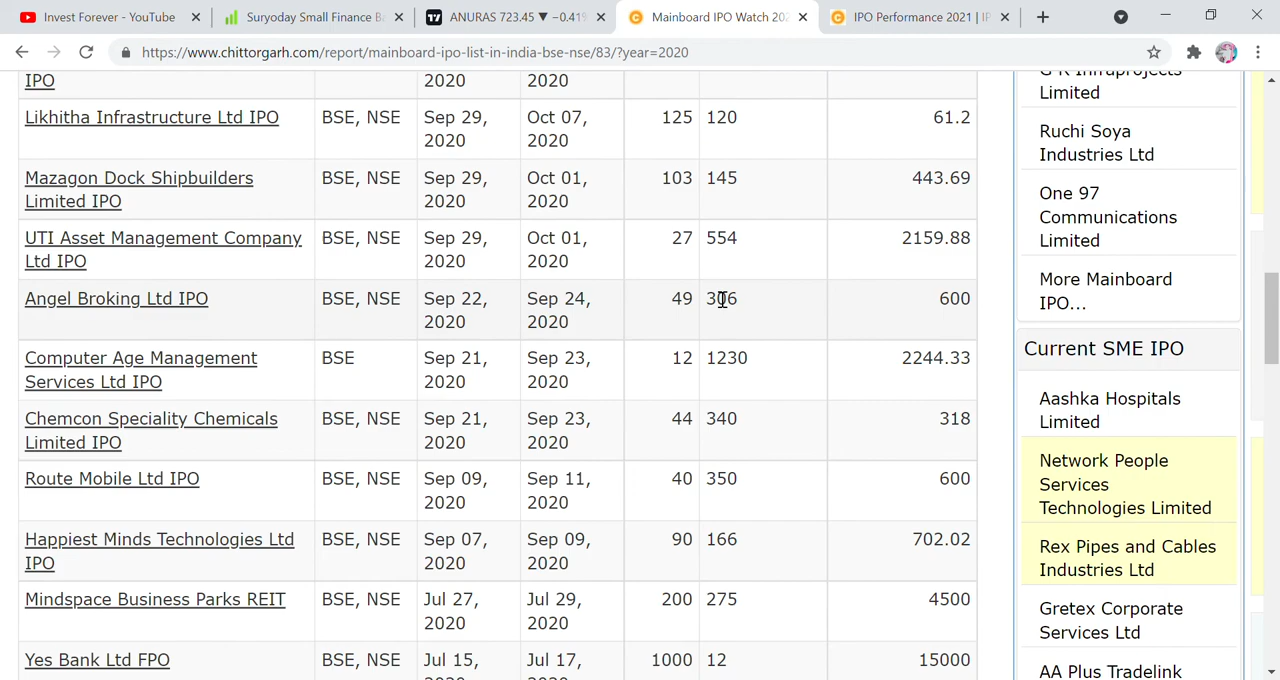 Invest Forever - YouTube
Suryoday Small Finance Ba
ANURAS 723.45 ▼ −0.41%
Mainboard IPO Watch 202
IPO Performance 2021 | IP
https://www.chittorgarh.com/report/mainboard-ipo-list-in-india-bse-nse/83/?year=2020
IPO 2020 2020
Likhitha Infrastructure Ltd IPO BSE, NSE Sep 29, Oct 07, 125 120 61.2
2020 2020
Mazagon Dock Shipbuilders BSE, NSE Sep 29, Oct 01, 103 145 443.69
Limited IPO 2020 2020
UTI Asset Management Company BSE, NSE Sep 29, Oct 01, 27 554 2159.88
Ltd IPO 2020 2020
Angel Broking Ltd IPO BSE, NSE Sep 22, Sep 24, 49 306 600
2020 2020
Computer Age Management BSE Sep 21, Sep 23, 12 1230 2244.33
Services Ltd IPO 2020 2020
Chemcon Speciality Chemicals BSE, NSE Sep 21, Sep 23, 44 340 318
Limited IPO 2020 2020
Route Mobile Ltd IPO BSE, NSE Sep 09, Sep 11, 40 350 600
2020 2020
Happiest Minds Technologies Ltd BSE, NSE Sep 07, Sep 09, 90 166 702.02
IPO 2020 2020
Mindspace Business Parks REIT BSE, NSE Jul 27, Jul 29, 200 275 4500
2020 2020
Yes Bank Ltd FPO BSE, NSE Jul 15, Jul 17, 1000 12 15000
2020 2020
G R Infraprojects
Limited
Ruchi Soya
Industries Ltd
One 97
Communications
Limited
More Mainboard
IPO...
Current SME IPO
Aashka Hospitals
Limited
Network People
Services
Technologies Limited
Rex Pipes and Cables
Industries Ltd
Gretex Corporate
Services Ltd
AA Plus Tradelink